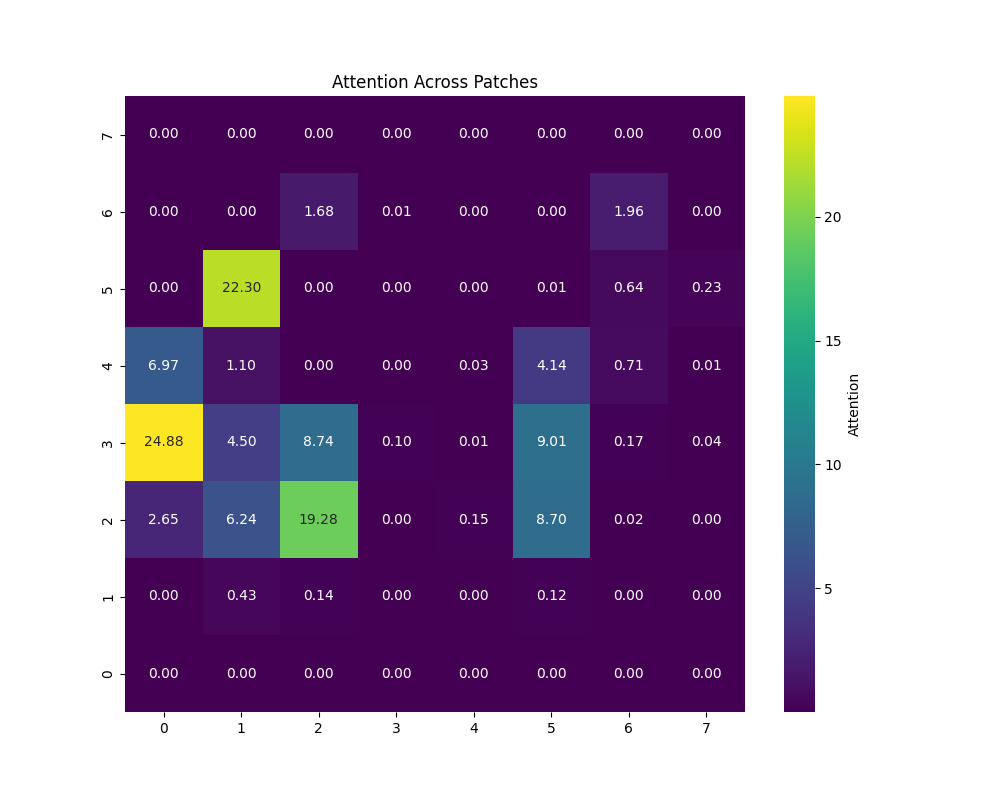 Attention Across Patches
7 0.00 0.00 0.00 0.00 0.00 0.00 0.00 0.00
6 0.00 0.00 1.68 0.01 0.00 0.00 1.96 0.00
20
5 0.00 22.30 0.00 0.00 0.00 0.01 0.64 0.23
15
4 6.97 1.10 0.00 0.00 0.03 4.14 0.71 0.01
Attention
3 24.88 4.50 8.74 0.10 0.01 9.01 0.17 0.04
10
2 2.65 6.24 19.28 0.00 0.15 8.70 0.02 0.00
5
1 0.00 0.43 0.14 0.00 0.00 0.12 0.00 0.00
0 0.00 0.00 0.00 0.00 0.00 0.00 0.00 0.00
0 1 2 3 4 5 6 7